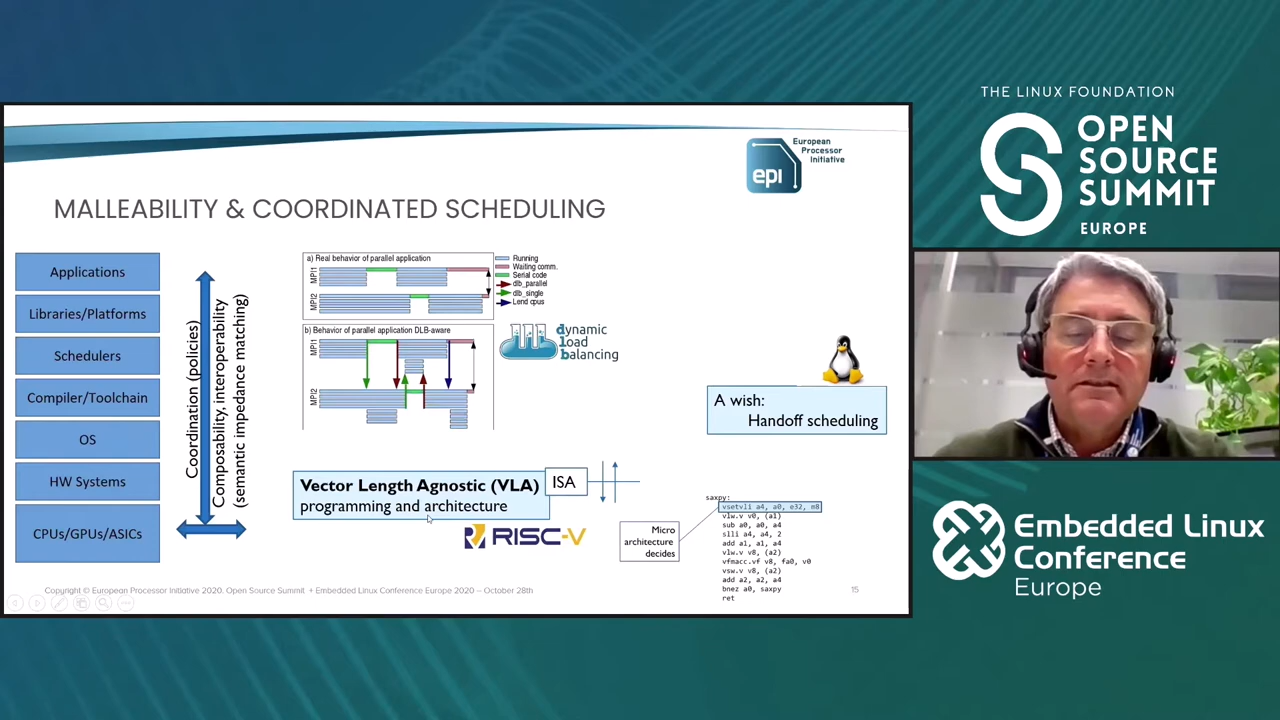 THE LINUX FOUNDATION
OPEN
SOURCE
SUMMIT
EUROPE
European
Processor
Initiative
epi
MALLEABILITY & COORDINATED SCHEDULING
Applications
Libraries/Platforms
Schedulers
Compiler/Toolchain
OS
HW Systems
CPUs/GPUs/ASICs
Coordination (policies)
Composability, interoperability
(semantic impedance matching)
a) Real behavior of parallel application
MPI1
MPI2
Running
Waiting comm.
Serial code
dlb_parallel
dlb_single
Lend cpus
b) Behavior of parallel application DLB-aware
MPI1
MPI2
dynamic
load
balancing
A wish:
Handoff scheduling
Vector Length Agnostic (VLA)
programming and architecture
ISA
RISC-V
Micro
architecture
decides
saxpy:
vsetvli a4, a0, e32, m8
vlw.v v0, (a1)
sub a0, a0, a4
slli a4, a4, 2
add a1, a1, a4
vlw.v v8, (a2)
vfmacc.vf v8, fa0, v0
vsw.v v8, (a2)
add a2, a2, a4
bnez a0, saxpy
ret
Copyright © European Processor Initiative 2020. Open Source Summit + Embedded Linux Conference Europe 2020 – October 28th
15
Embedded Linux
Conference
Europe